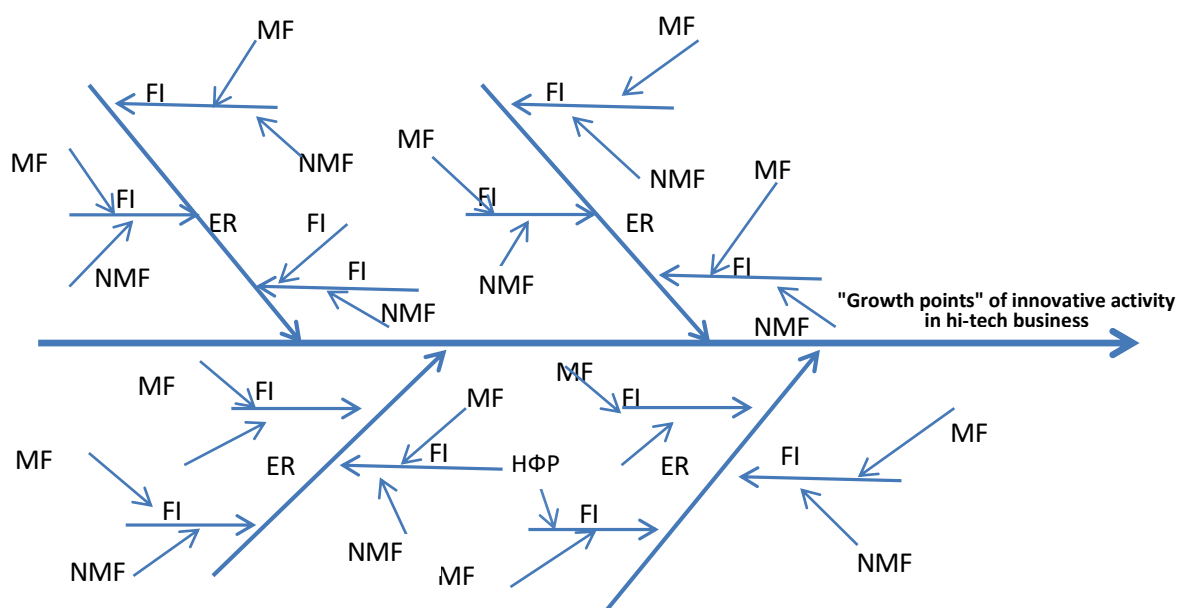 MF
MF
FI
FI
MF
NMF
MF
NMF
MF
FI
FI
ER
FI
ER
NMF
FI
NMF
FI
NMF
NMF
"Growth points" of innovative activity
in hi-tech business
MF
FI
MF
FI
MF
MF
MF
ER
FI
НФР
ER
FI
FI
FI
NMF
NMF
MF
NMF